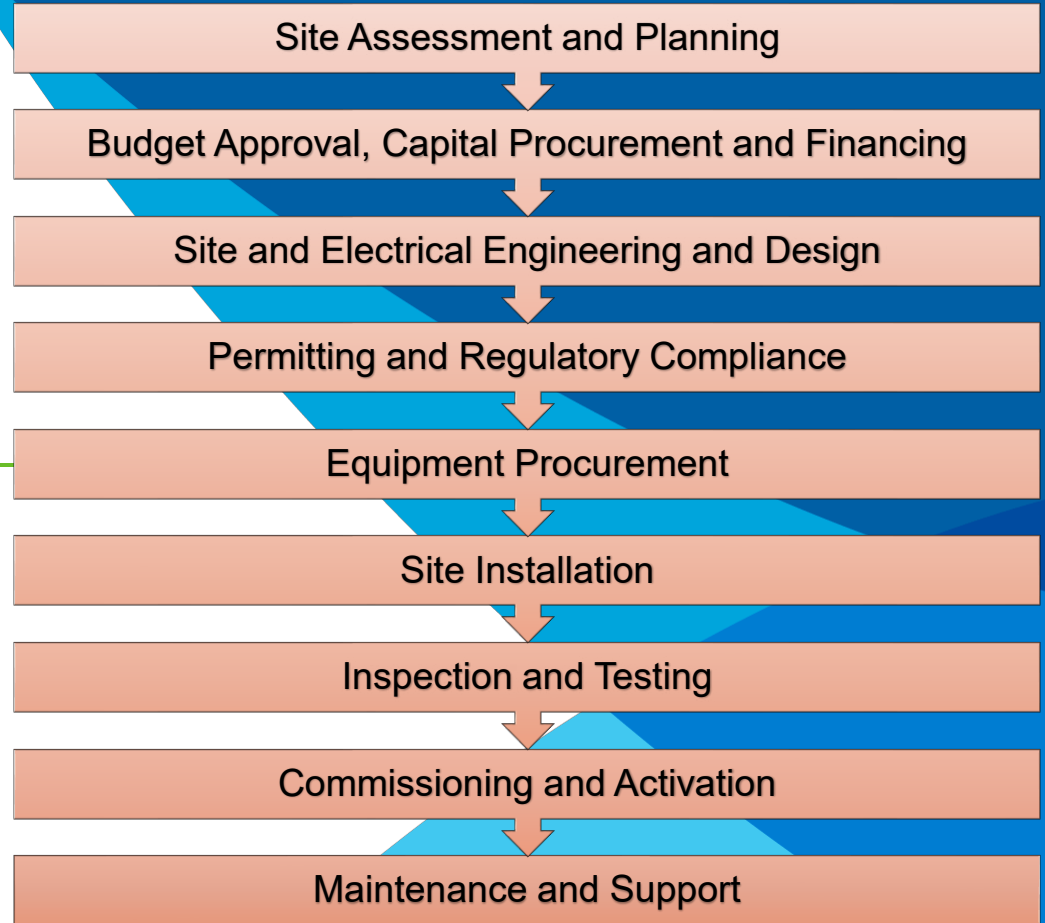 Site Assessment and Planning
Budget Approval, Capital Procurement and Financing
Site and Electrical Engineering and Design
Permitting and Regulatory Compliance
Equipment Procurement
Site Installation
Inspection and Testing
Commissioning and Activation
Maintenance and Support